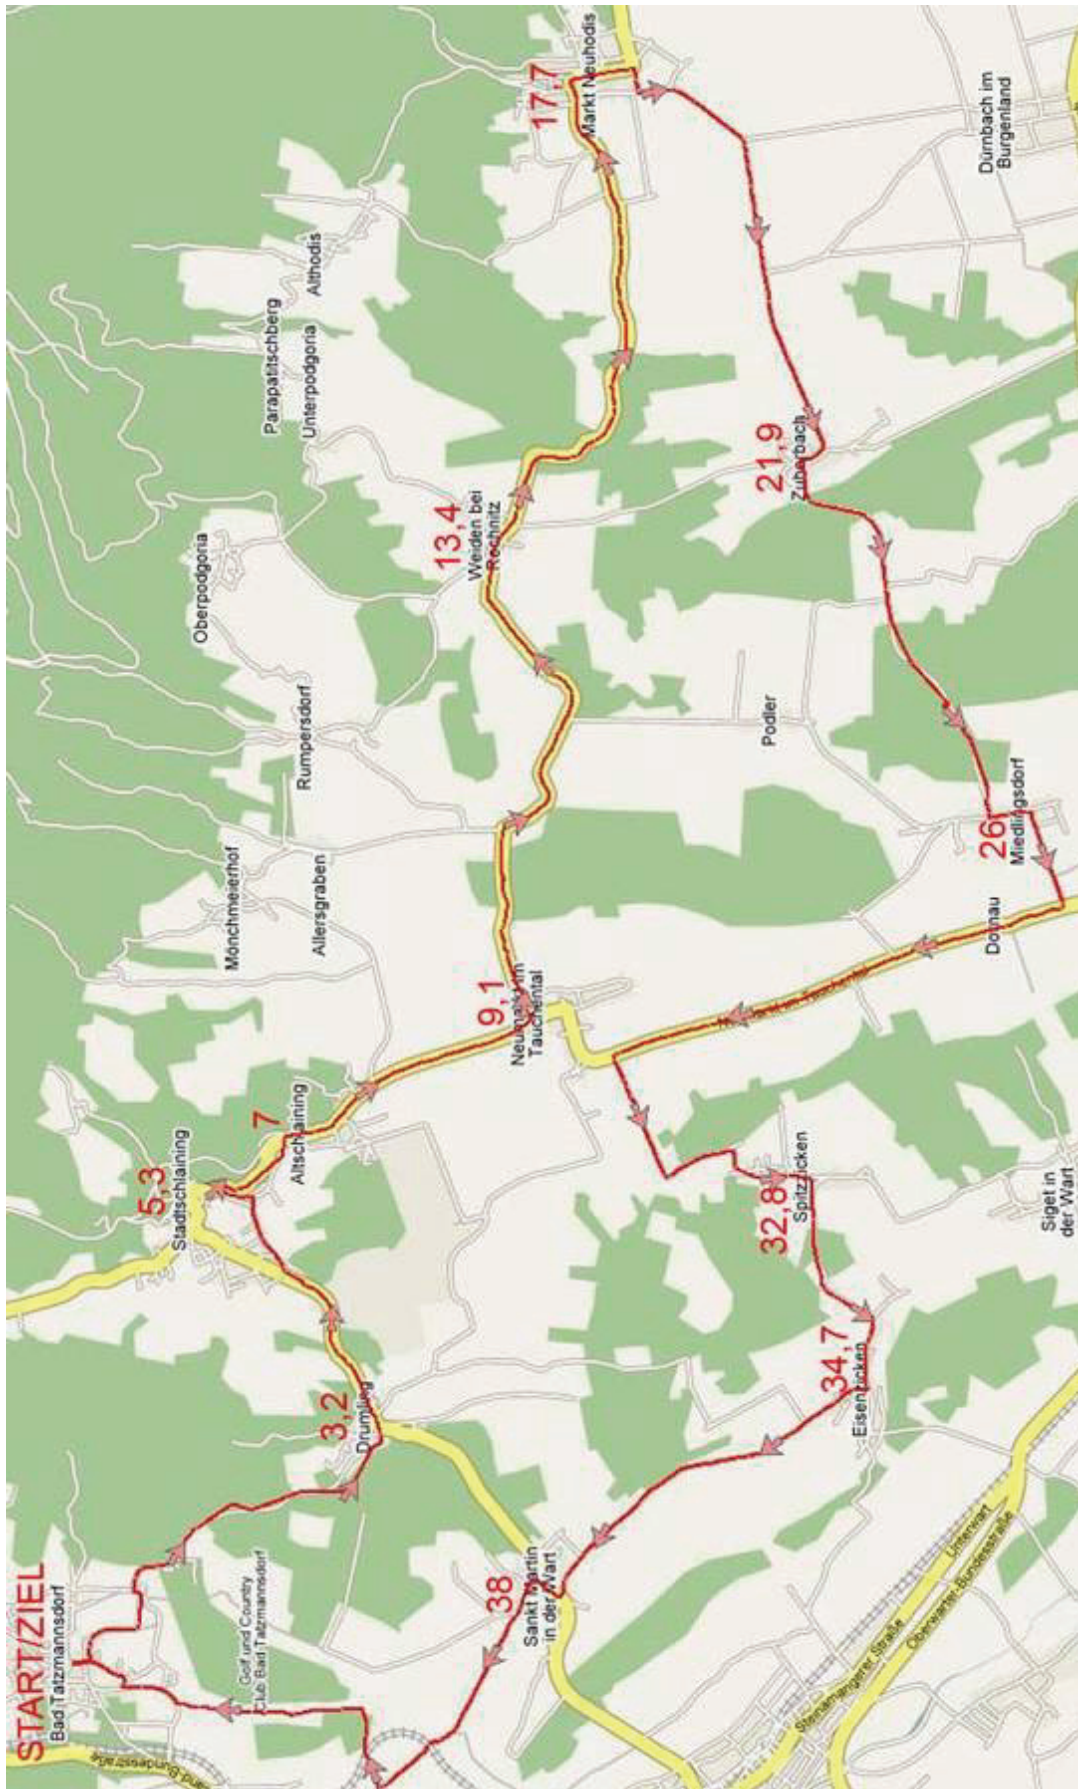 START/ZIEL
Bad Tatzmannsdorf
Golf und Country
Club Bad Tatzmannsdorf
3,2
Drumling
5,3
Stadtschlaining
7
Altschlaining
Mönchmeierhof
Allersgraben
9,1
Neumarkt im
Tauchental
Rumpersdorf
Oberpodgoria
13,4
Weiden bei
Rechnitz
Parapatitschberg
Unterpodgoria
Althodis
17,7
Markt Neuhodis
Dürnbach im
Burgenland
21,9
Zuberbach
Podler
26
Miedlingsdorf
Dornau
32,8
Spitzzicken
Siget in
der Wart
34,7
Eisenzicken
38
Sankt Martin
in der Wart
Unterwart
Steinamangerer Straße
Oberwarter-Bundesstraße